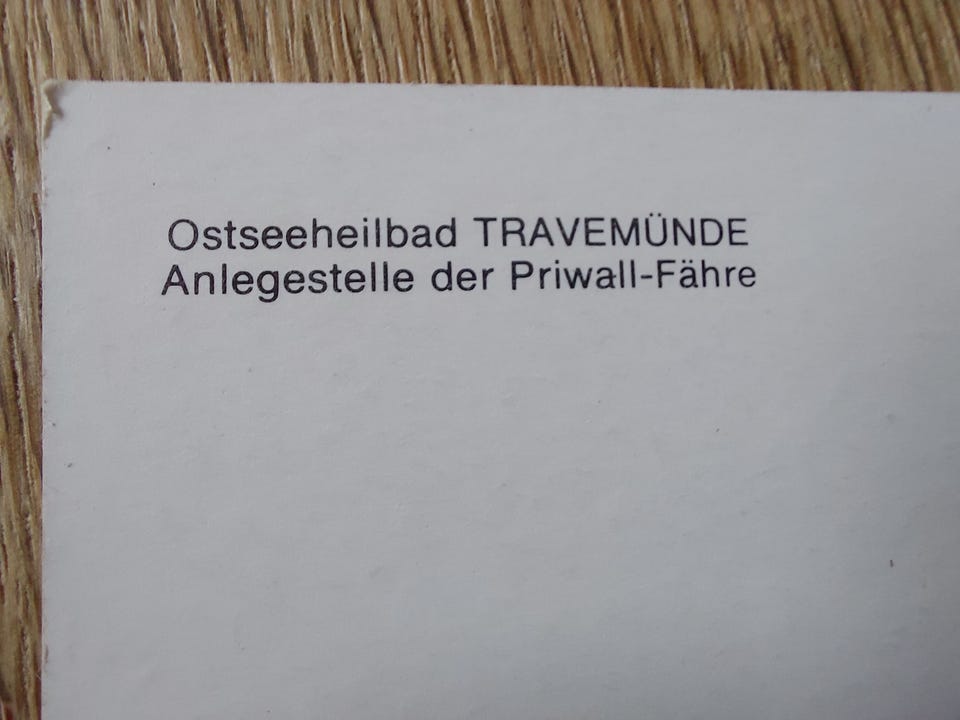 Ostseeheilbad TRAVEMÜNDE
Anlegestelle der Priwall-Fähre